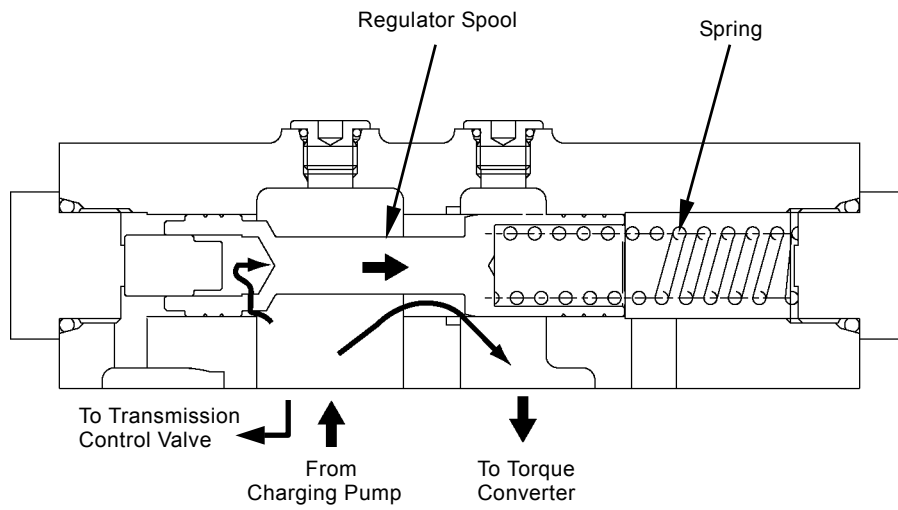 Regulator Spool
Spring
To Transmission
Control Valve
From
Charging Pump
To Torque
Converter